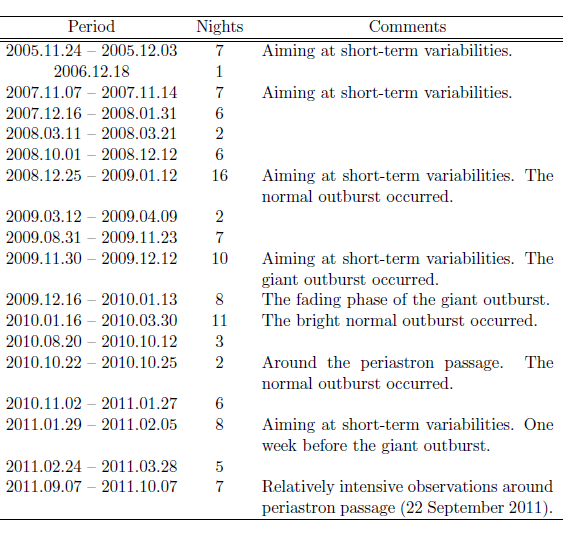 Period Nights Comments
2005.11.24 – 2005.12.03 7 Aiming at short-term variabilities.
2006.12.18 1
2007.11.07 – 2007.11.14 7 Aiming at short-term variabilities.
2007.12.16 – 2008.01.31 6
2008.03.11 – 2008.03.21 2
2008.10.01 – 2008.12.12 6
2008.12.25 – 2009.01.12 16 Aiming at short-term variabilities. The
normal outburst occurred.
2009.03.12 – 2009.04.09 2
2009.08.31 – 2009.11.23 7
2009.11.30 – 2009.12.12 10 Aiming at short-term variabilities. The
giant outburst occurred.
2009.12.16 – 2010.01.13 8 The fading phase of the giant outburst.
2010.01.16 – 2010.03.30 11 The bright normal outburst occurred.
2010.08.20 – 2010.10.12 3
2010.10.22 – 2010.10.25 2 Around the periastron passage. The
normal outburst occurred.
2010.11.02 – 2011.01.27 6
2011.01.29 – 2011.02.05 8 Aiming at short-term variabilities. One
week before the giant outburst.
2011.02.24 – 2011.03.28 5
2011.09.07 – 2011.10.07 7 Relatively intensive observations around
periastron passage (22 September 2011).